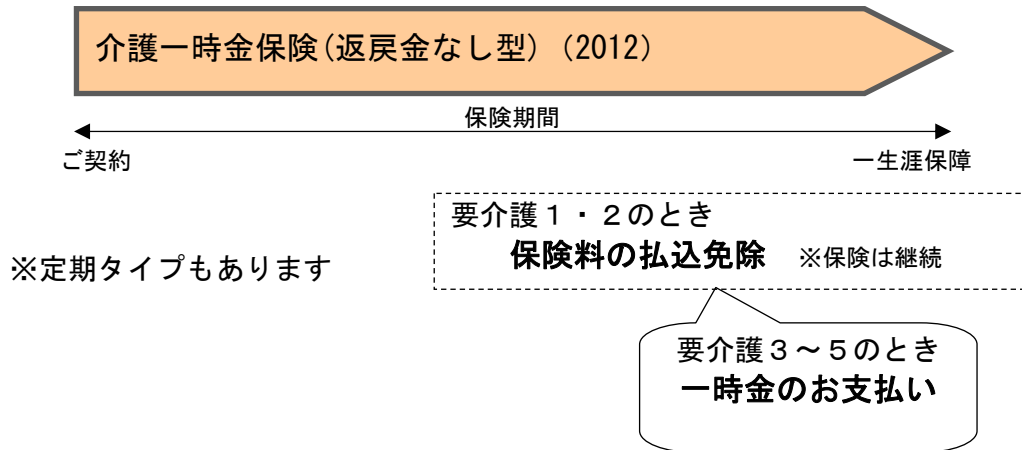 介護一時金保険(返戻金なし型)（2012）
保険期間
ご契約
一生涯保障
要介護１・２のとき
保険料の払込免除 ※保険は継続
※定期タイプもあります
要介護３～５のとき
一時金のお支払い